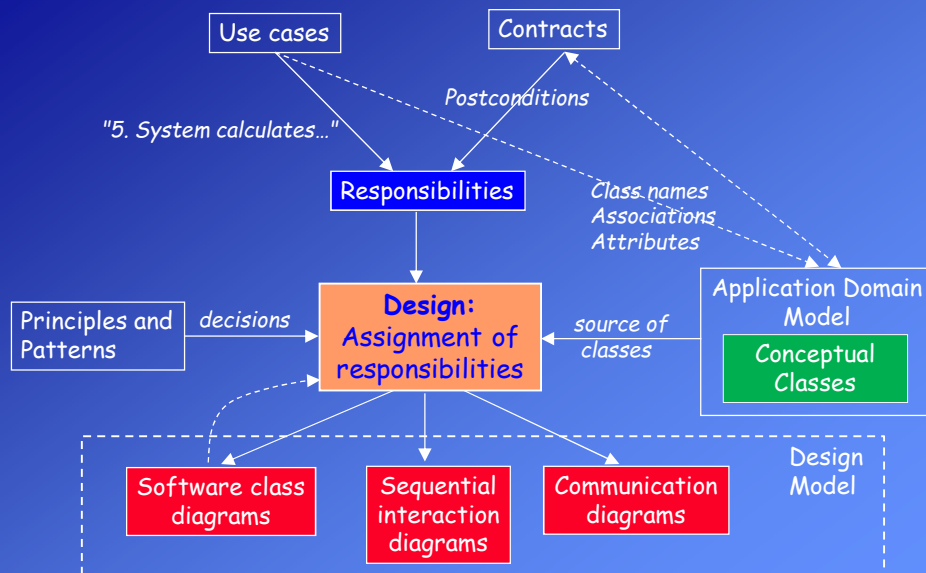 Use cases
Contracts
Postconditions
"5. System calculates…"
Responsibilities
Class names
Associations
Attributes
Principles and
Patterns
decisions
Design:
Assignment of
responsibilities
source of
classes
Application Domain
Model
Conceptual
Classes
Design
Model
Software class
diagrams
Sequential
interaction
diagrams
Communication
diagrams